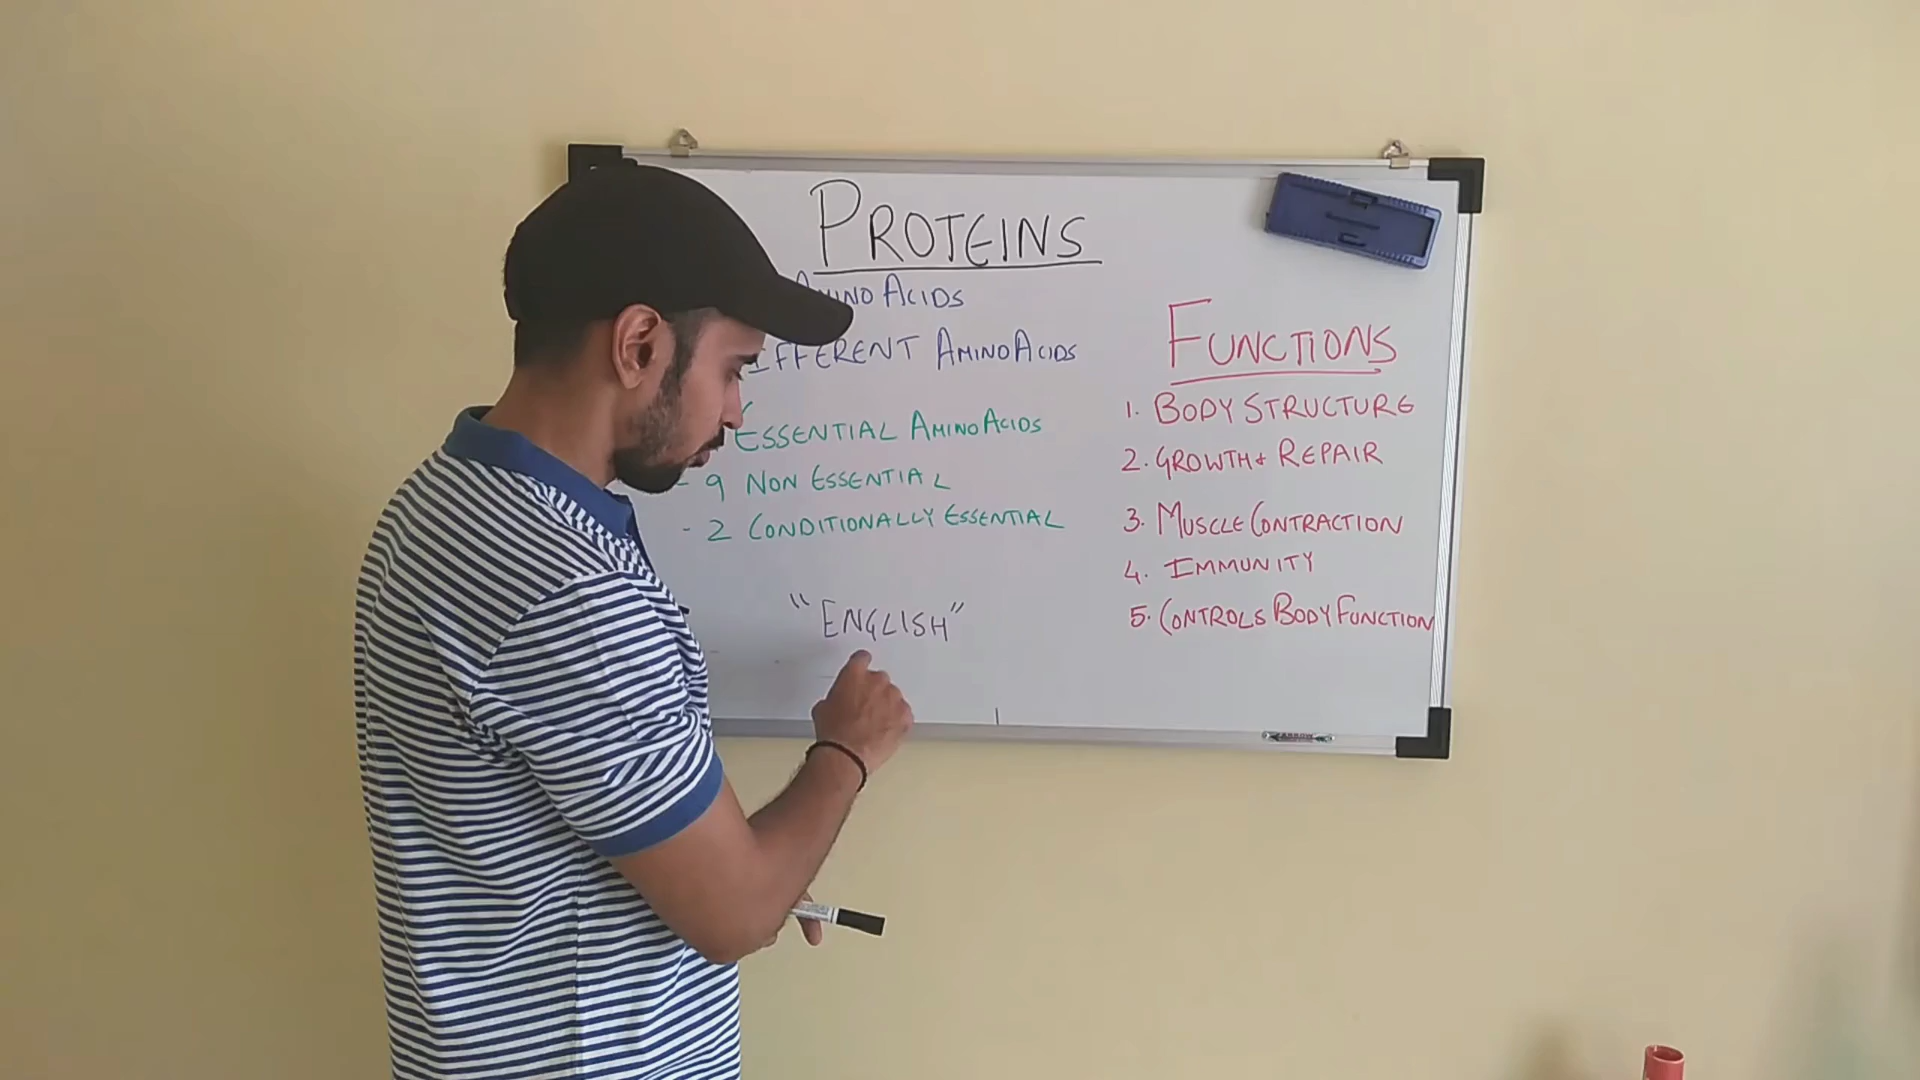 PROTEINS
AMINO ACIDS
DIFFERENT AMINO ACIDS
ESSENTIAL AMINO ACIDS
- 9 NON ESSENTIAL
- 2 CONDITIONALLY ESSENTIAL
"ENGLISH"
FUNCTIONS
1. BODY STRUCTURE
2. GROWTH + REPAIR
3. MUSCLE CONTRACTION
4. IMMUNITY
5. CONTROLS BODY FUNCTION